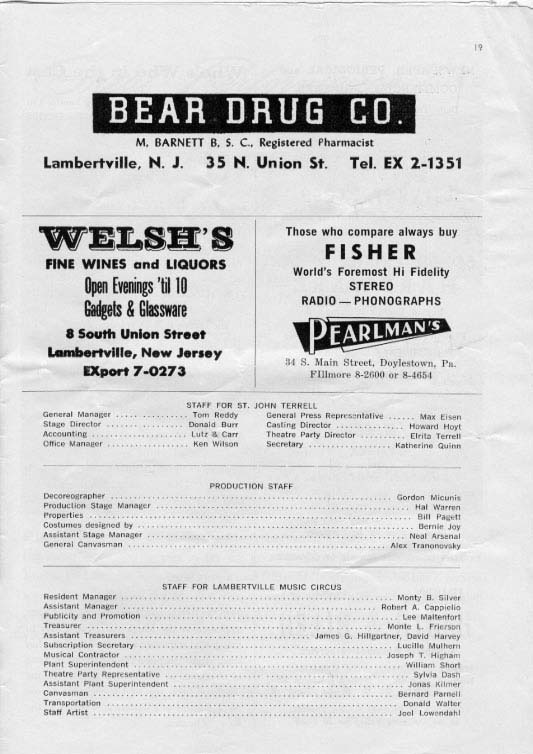 19
BEAR DRUG CO.
M. BARNETT B. S. C., Registered Pharmacist
Lambertville, N. J. 35 N. Union St. Tel. EX 2-1351
WELSH'S
FINE WINES and LIQUORS
Open Evenings 'til 10
Gadgets & Glassware
8 South Union Street
Lambertville, New Jersey
EXport 7-0273
Those who compare always buy
FISHER
World's Foremost Hi Fidelity
STEREO
RADIO — PHONOGRAPHS
PEARLMAN'S
34 S. Main Street, Doylestown, Pa.
FIllmore 8-2600 or 8-4654
STAFF FOR ST. JOHN TERRELL
General Manager ............. Tom Reddy
Stage Director ............. Donald Burr
Accounting ................. Lutz & Carr
Office Manager ............. Ken Wilson
General Press Representative ...... Max Eisen
Casting Director ............. Howard Hoyt
Theatre Party Director .......... Elrita Terrell
Secretary ................ Katherine Quinn
PRODUCTION STAFF
Decoreographer ............. Gordon Micunis
Production Stage Manager ............. Hal Warren
Properties ............. Bill Pagett
Costumes designed by ............. Bernie Joy
Assistant Stage Manager ............. Neal Arsenal
General Canvasman ............. Alex Tranonovsky
STAFF FOR LAMBERTVILLE MUSIC CIRCUS
Resident Manager ............. Monty B. Silver
Assistant Manager ............. Robert A. Cappielio
Publicity and Promotion ............. Lee Maltenfort
Treasurer ............. Monte L. Frierson
Assistant Treasurers ............. James G. Hillgartner, David Harvey
Subscription Secretary ............. Lucille Mulhern
Musical Contractor ............. Joseph T. Higham
Plant Superintendent ............. William Short
Theatre Party Representative ............. Sylvia Dash
Assistant Plant Superintendent ............. Jonas Kilmer
Canvasman ............. Bernard Parnell
Transportation ............. Donald Walter
Staff Artist ............. Joel Lowendahl